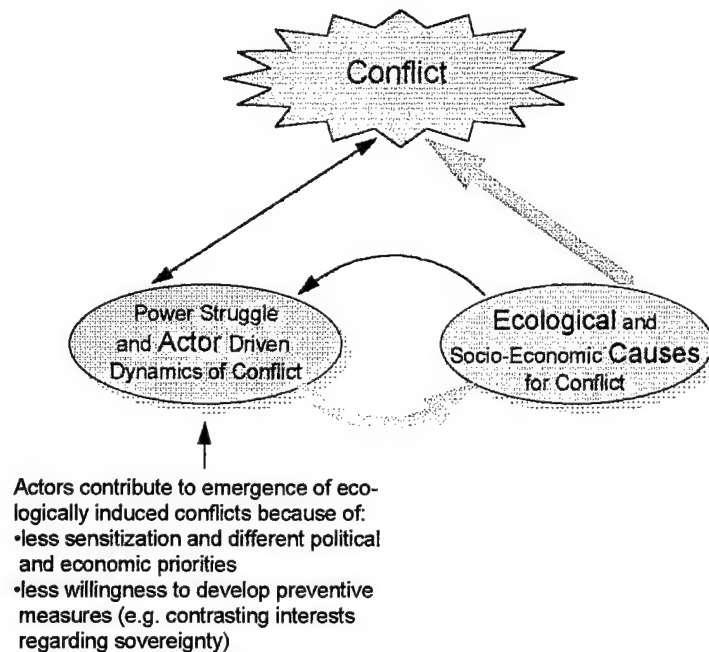 Conflict
Power Struggle
and Actor Driven
Dynamics of Conflict
Ecological and
Socio-Economic Causes
for Conflict
Actors contribute to emergence of eco-
logically induced conflicts because of:
•less sensitization and different political
and economic priorities
•less willingness to develop preventive
measures (e.g. contrasting interests
regarding sovereignty)